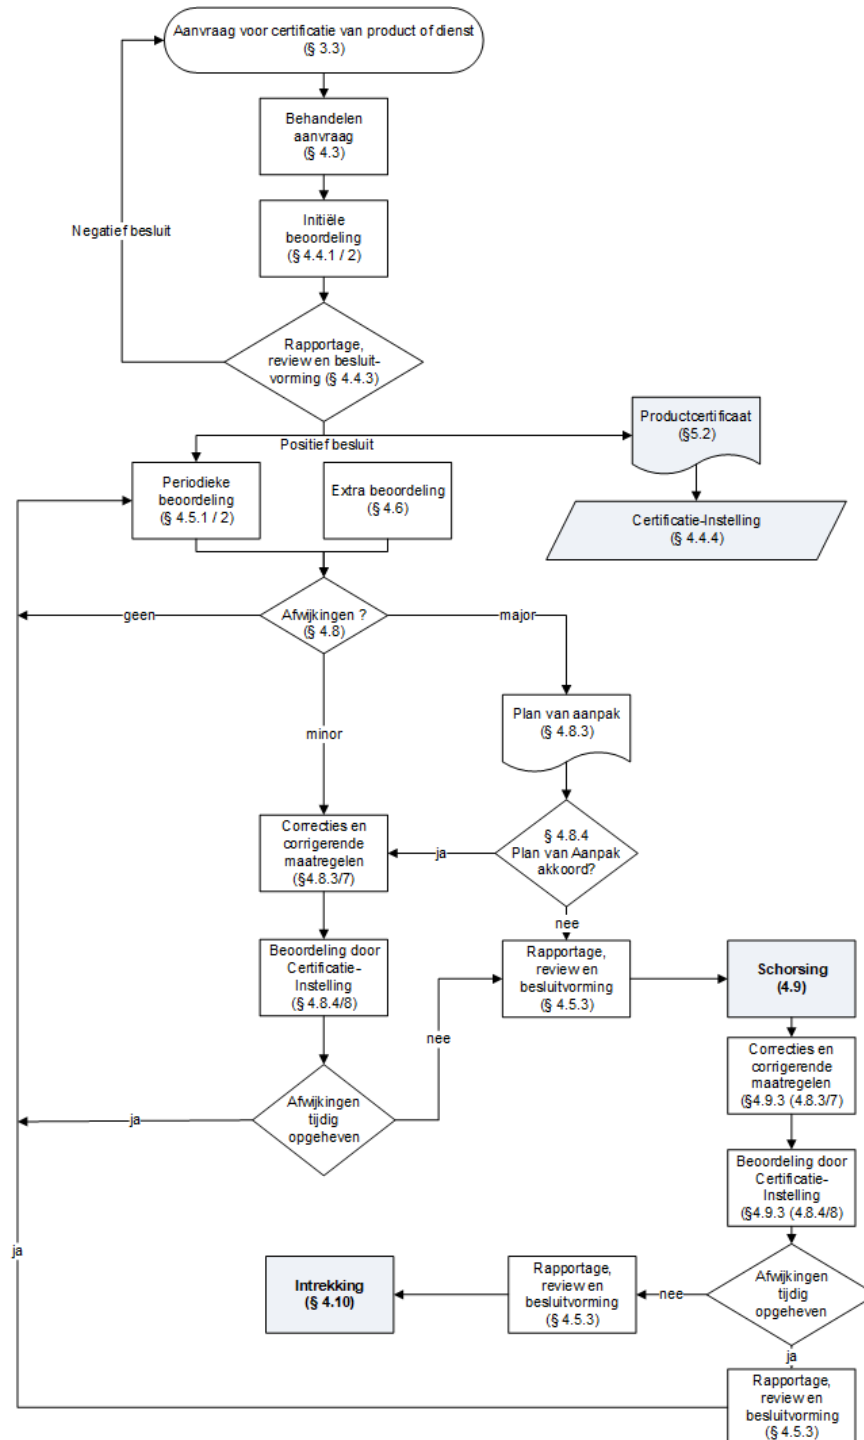 Aanvraag voor certificatie van product of dienst
(§ 3.3)
Behandelen
aanvraag
(§ 4.3)
Negatief besluit
Initiële
beoordeling
(§ 4.4.1 / 2)
Rapportage,
review en besluit-
vorming (§ 4.4.3)
Positief besluit
Productcertificaat
(§5.2)
Certificatie-Instelling
(§ 4.4.4)
Periodieke
beoordeling
(§ 4.5.1 / 2)
Extra beoordeling
(§ 4.6)
geen
Afwijkingen ?
(§ 4.8)
major
minor
Plan van aanpak
(§ 4.8.3)
§ 4.8.4
Plan van Aanpak
akkoord?
ja
nee
Correcties en
corrigerende
maatregelen
(§4.8.3/7)
Beoordeling door
Certificatie-
Instelling
(§ 4.8.4/8)
nee
Rapportage,
review en
besluitvorming
(§ 4.5.3)
Schorsing
(4.9)
ja
Afwijkingen
tijdig
opgeheven
Correcties en
corrigerende
maatregelen
(§4.9.3 (4.8.3/7)
Beoordeling door
Certificatie-
Instelling
(§4.9.3 (4.8.4/8)
ja
Intrekking
(§ 4.10)
Rapportage,
review en
besluitvorming
(§ 4.5.3)
nee
Afwijkingen
tijdig
opgeheven
ja
Rapportage,
review en
besluitvorming
(§ 4.5.3)